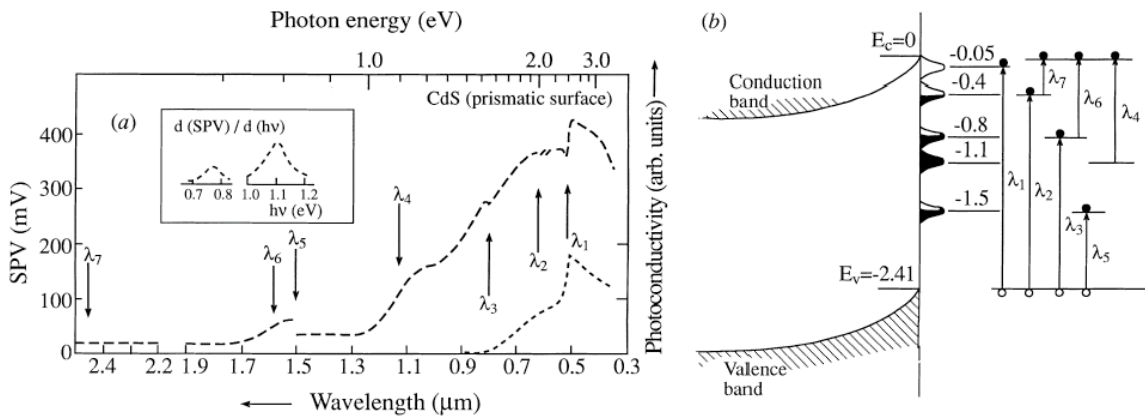 Photon energy (eV)
1.0
2.0
3.0
CdS (prismatic surface)
(a)
d (SPV) / d (hν)
0.7 0.8 1.0 1.1 1.2
hν (eV)
SPV (mV)
400
300
200
100
0
λ7
λ6
λ5
λ4
λ3
λ2
λ1
2.4 2.2 1.9 1.7 1.5 1.3 1.1 0.9 0.7 0.5 0.3
Wavelength (μm)
Photoconductivity (arb. units)
(b)
Ec=0
Conduction
band
-0.05
-0.4
-0.8
-1.1
-1.5
Ev=-2.41
Valence
band
λ1
λ2
λ3
λ5
λ7
λ6
λ4